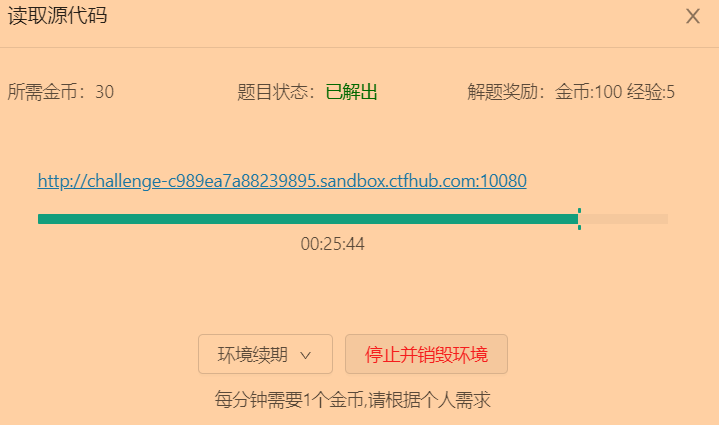 读取源代码
所需金币：30 题目状态：已解出 解题奖励：金币:100 经验:5
http://challenge-c989ea7a88239895.sandbox.ctfhub.com:10080
00:25:44
环境续期 停止并销毁环境
每分钟需要1个金币,请根据个人需求